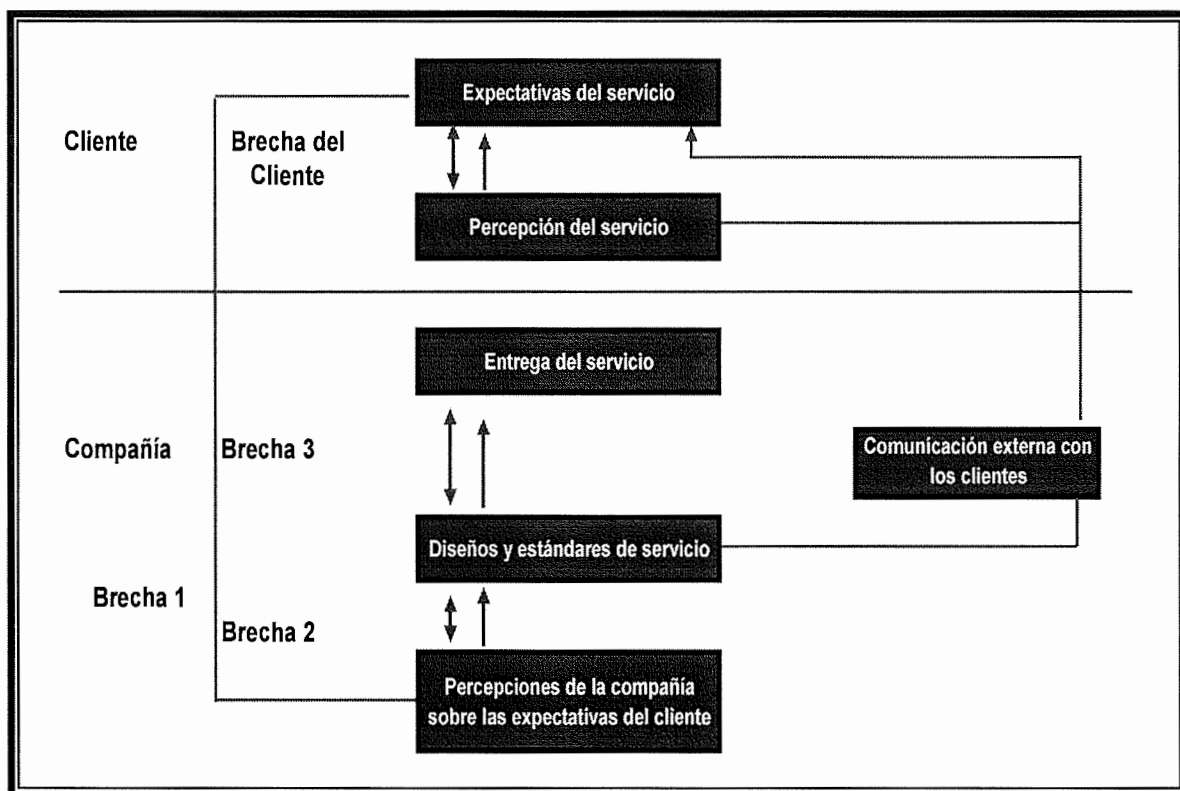 Expectativas del servicio
Cliente
Brecha del
Cliente
Percepción del servicio
Entrega del servicio
Compañía
Brecha 3
Comunicación externa con
los clientes
Diseños y estándares de servicio
Brecha 1
Brecha 2
Percepciones de la compañía
sobre las expectativas del cliente